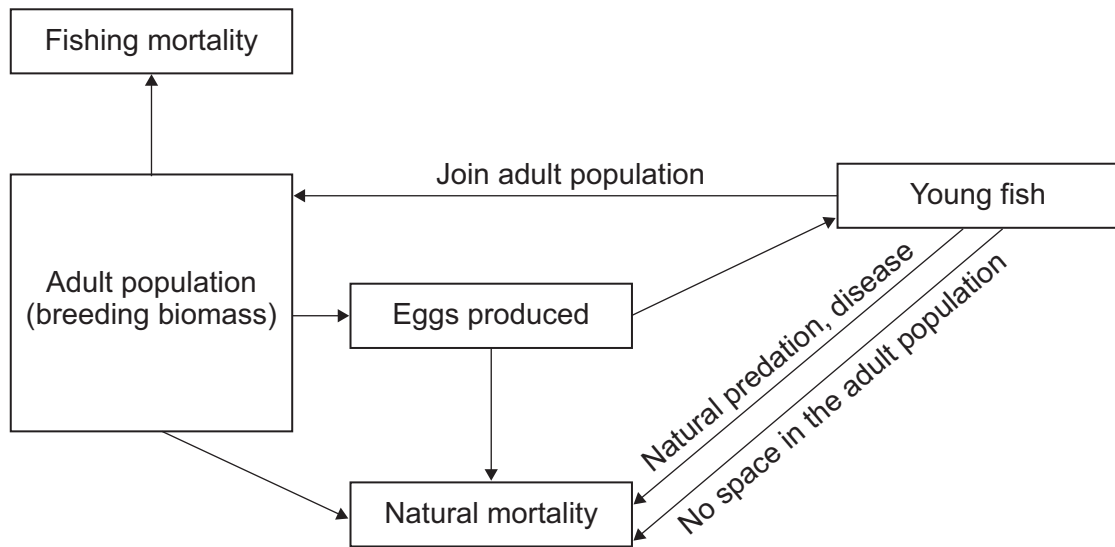 Fishing mortality
Join adult population
Young fish
Adult population
(breeding biomass)
Eggs produced
Natural predation, disease
No space in the adult population
Natural mortality